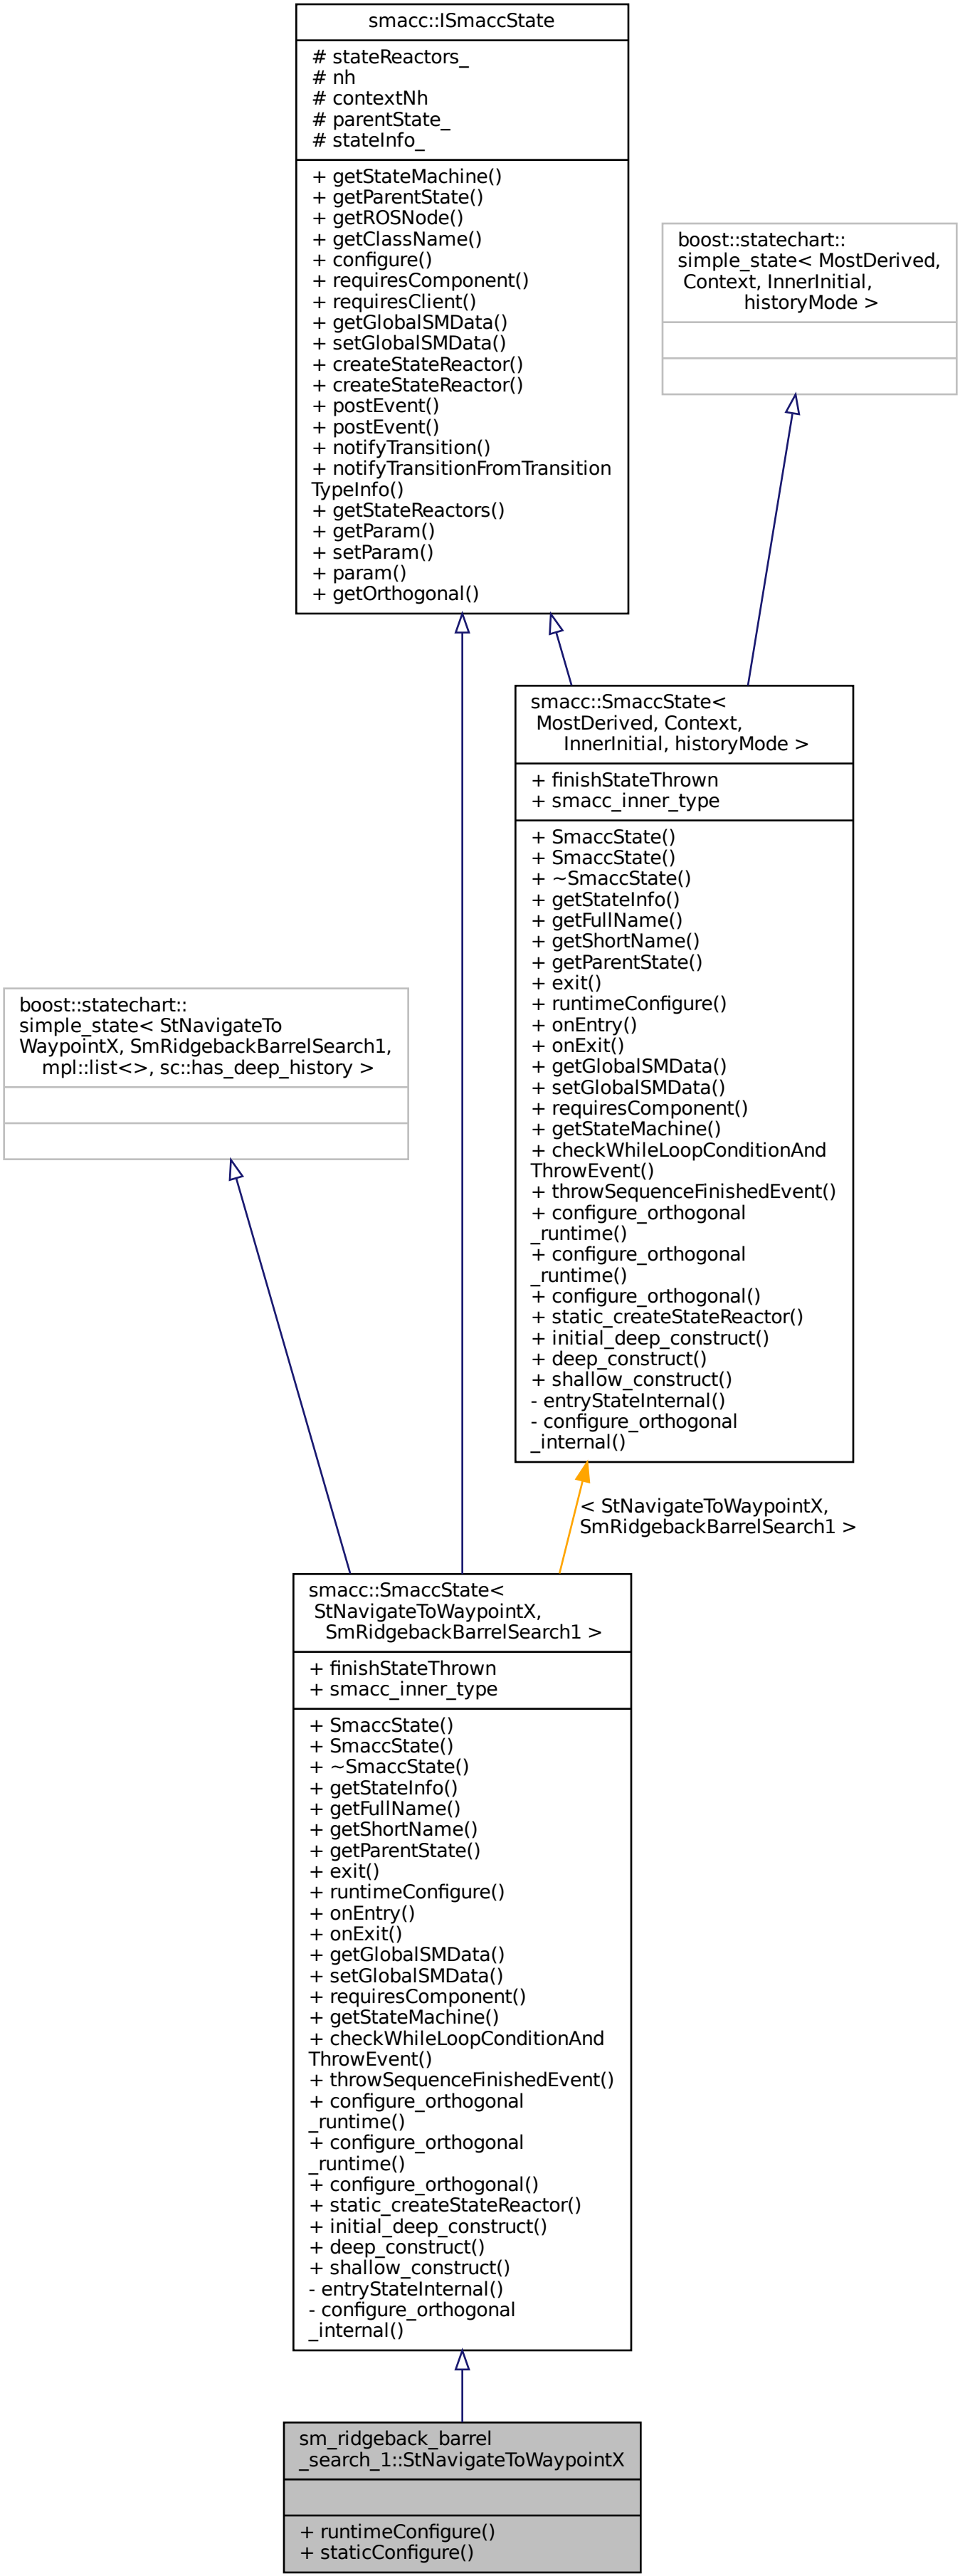 smacc::ISmaccState
# stateReactors_
# nh
# contextNh
# parentState_
# stateInfo_
+ getStateMachine()
+ getParentState()
+ getROSNode()
+ getClassName()
+ configure()
+ requiresComponent()
+ requiresClient()
+ getGlobalSMData()
+ setGlobalSMData()
+ createStateReactor()
+ createStateReactor()
+ postEvent()
+ postEvent()
+ notifyTransition()
+ notifyTransitionFromTransition
TypeInfo()
+ getStateReactors()
+ getParam()
+ setParam()
+ param()
+ getOrthogonal()
boost::statechart::
simple_state< MostDerived,
Context, InnerInitial,
historyMode >
smacc::SmaccState<
MostDerived, Context,
InnerInitial, historyMode >
+ finishStateThrown
+ smacc_inner_type
+ SmaccState()
+ SmaccState()
+ ~SmaccState()
+ getStateInfo()
+ getFullName()
+ getShortName()
+ getParentState()
+ exit()
+ runtimeConfigure()
+ onEntry()
+ onExit()
+ getGlobalSMData()
+ setGlobalSMData()
+ requiresComponent()
+ getStateMachine()
+ checkWhileLoopConditionAnd
ThrowEvent()
+ throwSequenceFinishedEvent()
+ configure_orthogonal
_runtime()
+ configure_orthogonal
_runtime()
+ configure_orthogonal()
+ static_createStateReactor()
+ initial_deep_construct()
+ deep_construct()
+ shallow_construct()
- entryStateInternal()
- configure_orthogonal
_internal()
boost::statechart::
simple_state< StNavigateTo
WaypointX, SmRidgebackBarrelSearch1,
mpl::list<>, sc::has_deep_history >
< StNavigateToWaypointX,
SmRidgebackBarrelSearch1 >
smacc::SmaccState<
StNavigateToWaypointX,
SmRidgebackBarrelSearch1 >
+ finishStateThrown
+ smacc_inner_type
+ SmaccState()
+ SmaccState()
+ ~SmaccState()
+ getStateInfo()
+ getFullName()
+ getShortName()
+ getParentState()
+ exit()
+ runtimeConfigure()
+ onEntry()
+ onExit()
+ getGlobalSMData()
+ setGlobalSMData()
+ requiresComponent()
+ getStateMachine()
+ checkWhileLoopConditionAnd
ThrowEvent()
+ throwSequenceFinishedEvent()
+ configure_orthogonal
_runtime()
+ configure_orthogonal
_runtime()
+ configure_orthogonal()
+ static_createStateReactor()
+ initial_deep_construct()
+ deep_construct()
+ shallow_construct()
- entryStateInternal()
- configure_orthogonal
_internal()
sm_ridgeback_barrel
_search_1::StNavigateToWaypointX
+ runtimeConfigure()
+ staticConfigure()